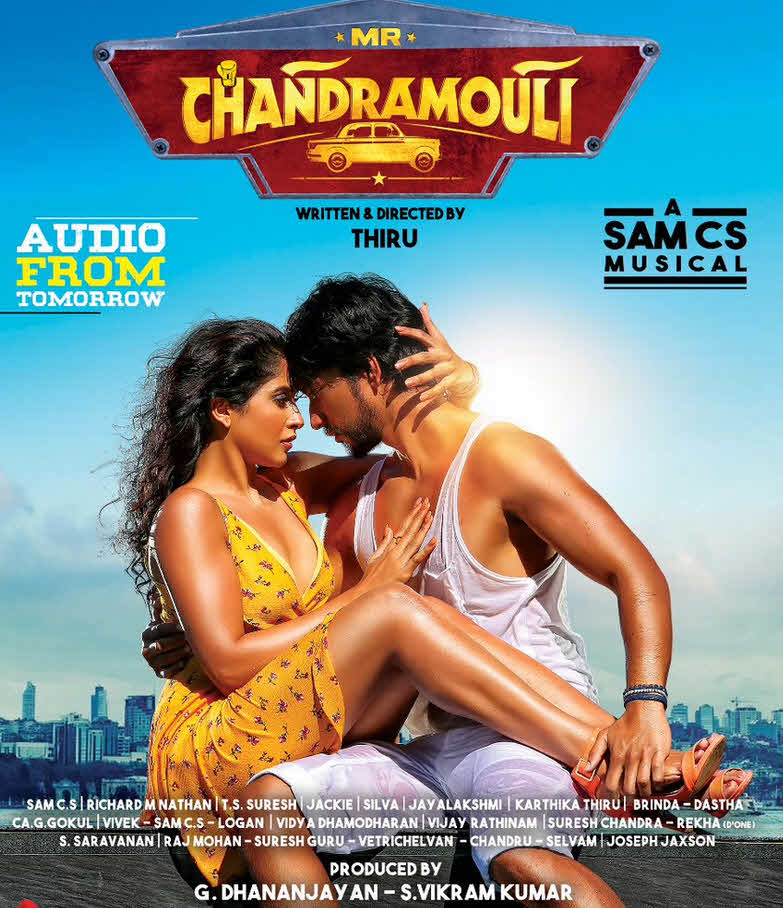 MR
CHANDRAMOULI
WRITTEN & DIRECTED BY
THIRU
A
SAM CS
MUSICAL
AUDIO
FROM
TOMORROW
SAM C.S | RICHARD M NATHAN | T.S. SURESH | JACKIE | SILVA | JAYALAKSHMI | KARTHIKA THIRU | BRINDA - DASTHA
CA.G.GOKUL | VIVEK - SAM C.S - LOGAN | VIDYA DHAMODHARAN | VIJAY RATHINAM | SURESH CHANDRA - REKHA (D'ONE)
S. SARAVANAN | RAJ MOHAN - SURESH GURU - VETRICHELVAN - CHANDRU - SELVAM | JOSEPH JAXSON
PRODUCED BY
G. DHANANJAYAN - S.VIKRAM KUMAR